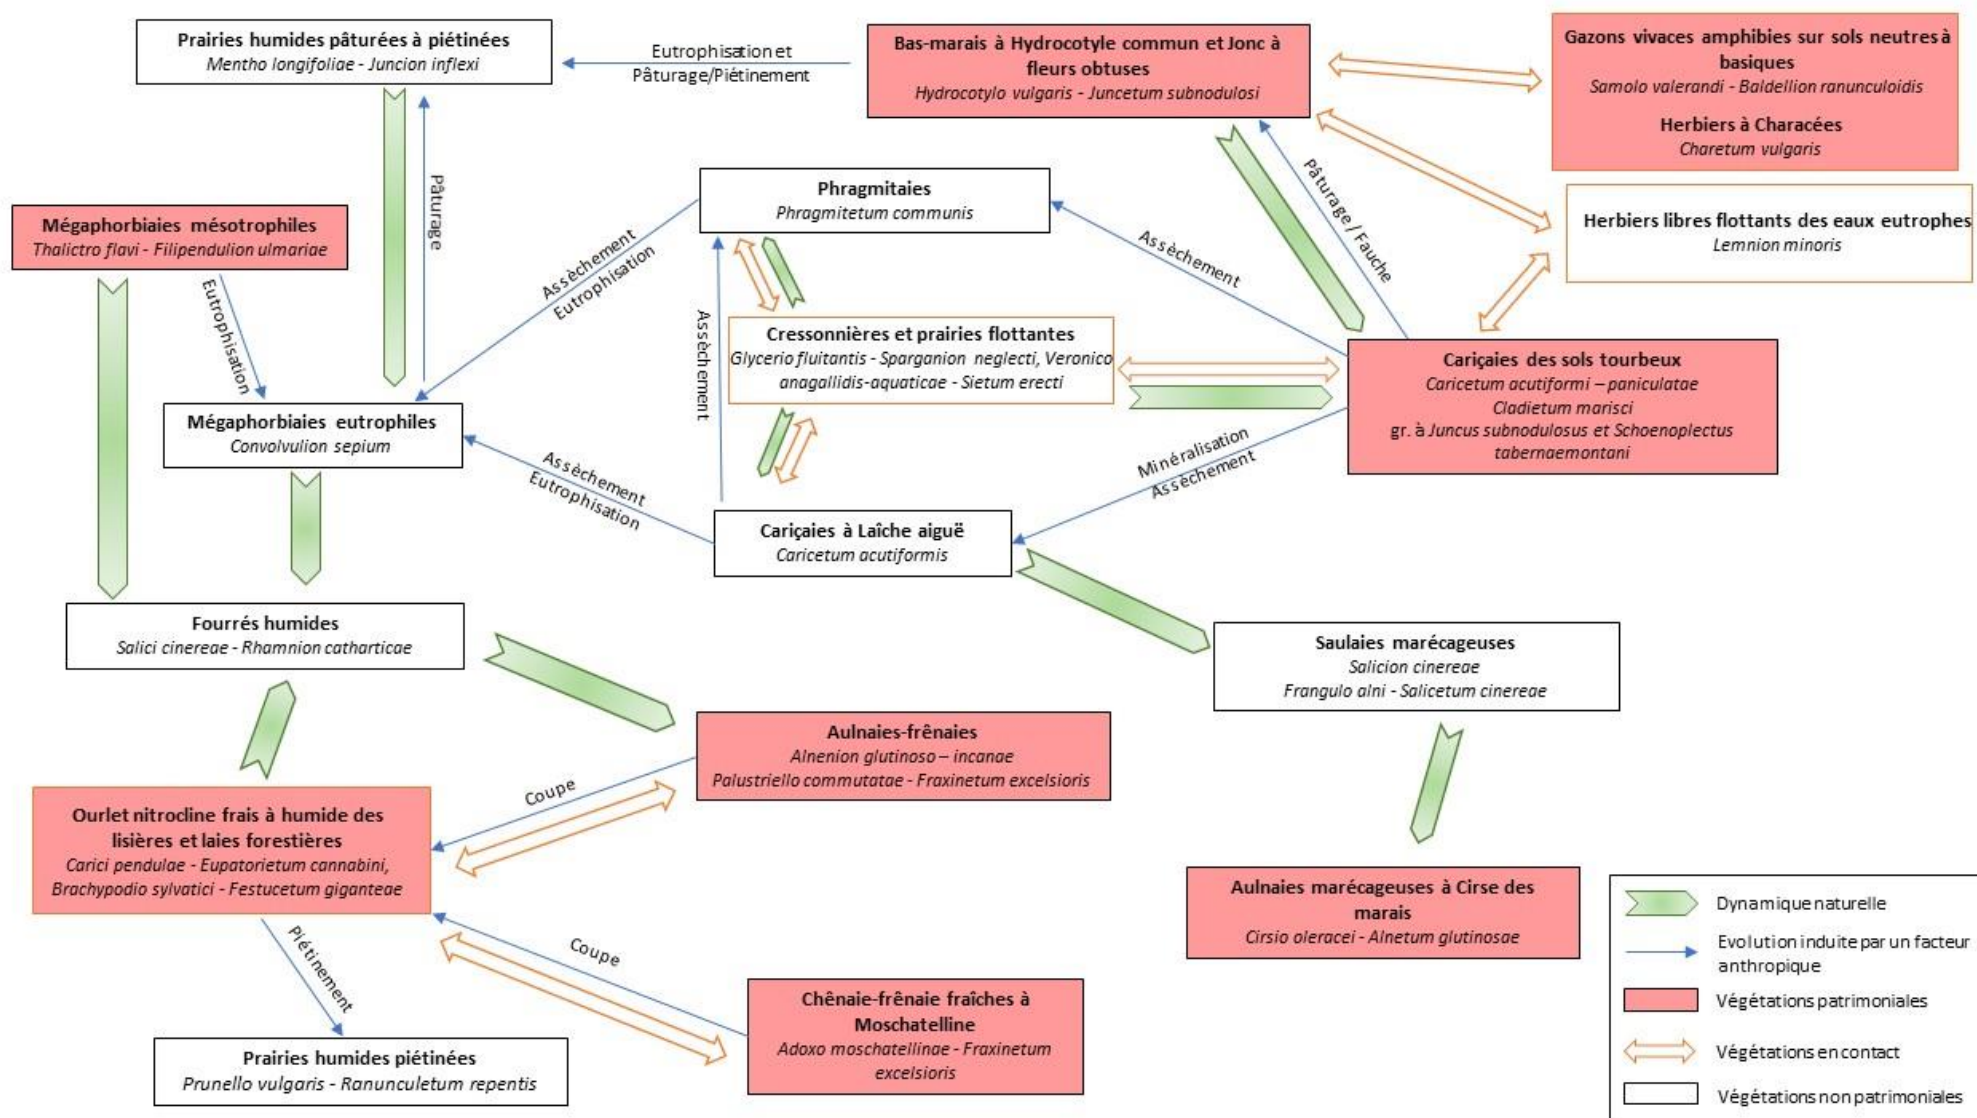 Prairies humides pâturées à piétinées
Mentho longifoliae - Juncion inflexi
Eutrophisation et
Pâturage/Piétinement
Bas-marais à Hydrocotyle commun et Jonc à
fleurs obtuses
Hydrocotylo vulgaris - Juncetum subnodulosi
Gazons vivaces amphibies sur sols neutres à
basiques
Samolo valerandi - Baldellion ranunculoidis
Herbiers à Characées
Charetum vulgaris
Pâturage
Phragmitaies
Phragmitetum communis
Pâturage / Fauche
Herbiers libres flottants des eaux eutrophes
Lemnion minoris
Mégaphorbiaies mésotrophiles
Thalictro flavi - Filipendulion ulmariae
Eutrophisation
Assèchement
Eutrophisation
Assèchement
Assèchement
Cressonnières et prairies flottantes
Glycerio fluitantis - Sparganion neglecti, Veronico
anagallidis-aquaticae - Sietum erecti
Cariçaies des sols tourbeux
Caricetum acutiformi – paniculatae
Cladietum marisci
gr. à Juncus subnodulosus et Schoenoplectus
tabernaemontani
Mégaphorbiaies eutrophiles
Convolvulion sepium
Assèchement
Eutrophisation
Minéralisation
Assèchement
Cariçaies à Laîche aiguë
Caricetum acutiformis
Fourrés humides
Salici cinereae - Rhamnion catharticae
Saulaies marécageuses
Salicion cinereae
Frangulo alni - Salicetum cinereae
Aulnaies-frênaies
Alnenion glutinoso – incanae
Palustriello commutatae - Fraxinetum excelsioris
Coupe
Ourlet nitrocline frais à humide des
lisières et laies forestières
Carici pendulae - Eupatorietum cannabini,
Brachypodio sylvatici - Festucetum giganteae
Aulnaies marécageuses à Cirse des
marais
Cirsio oleracei - Alnetum glutinosae
Piétinement
Coupe
Chênaie-frênaie fraîches à
Moschatelline
Adoxo moschatellinae - Fraxinetum
excelsioris
Prairies humides piétinées
Prunello vulgaris - Ranunculetum repentis
Dynamique naturelle
Evolution induite par un facteur
anthropique
Végétations patrimoniales
Végétations en contact
Végétations non patrimoniales